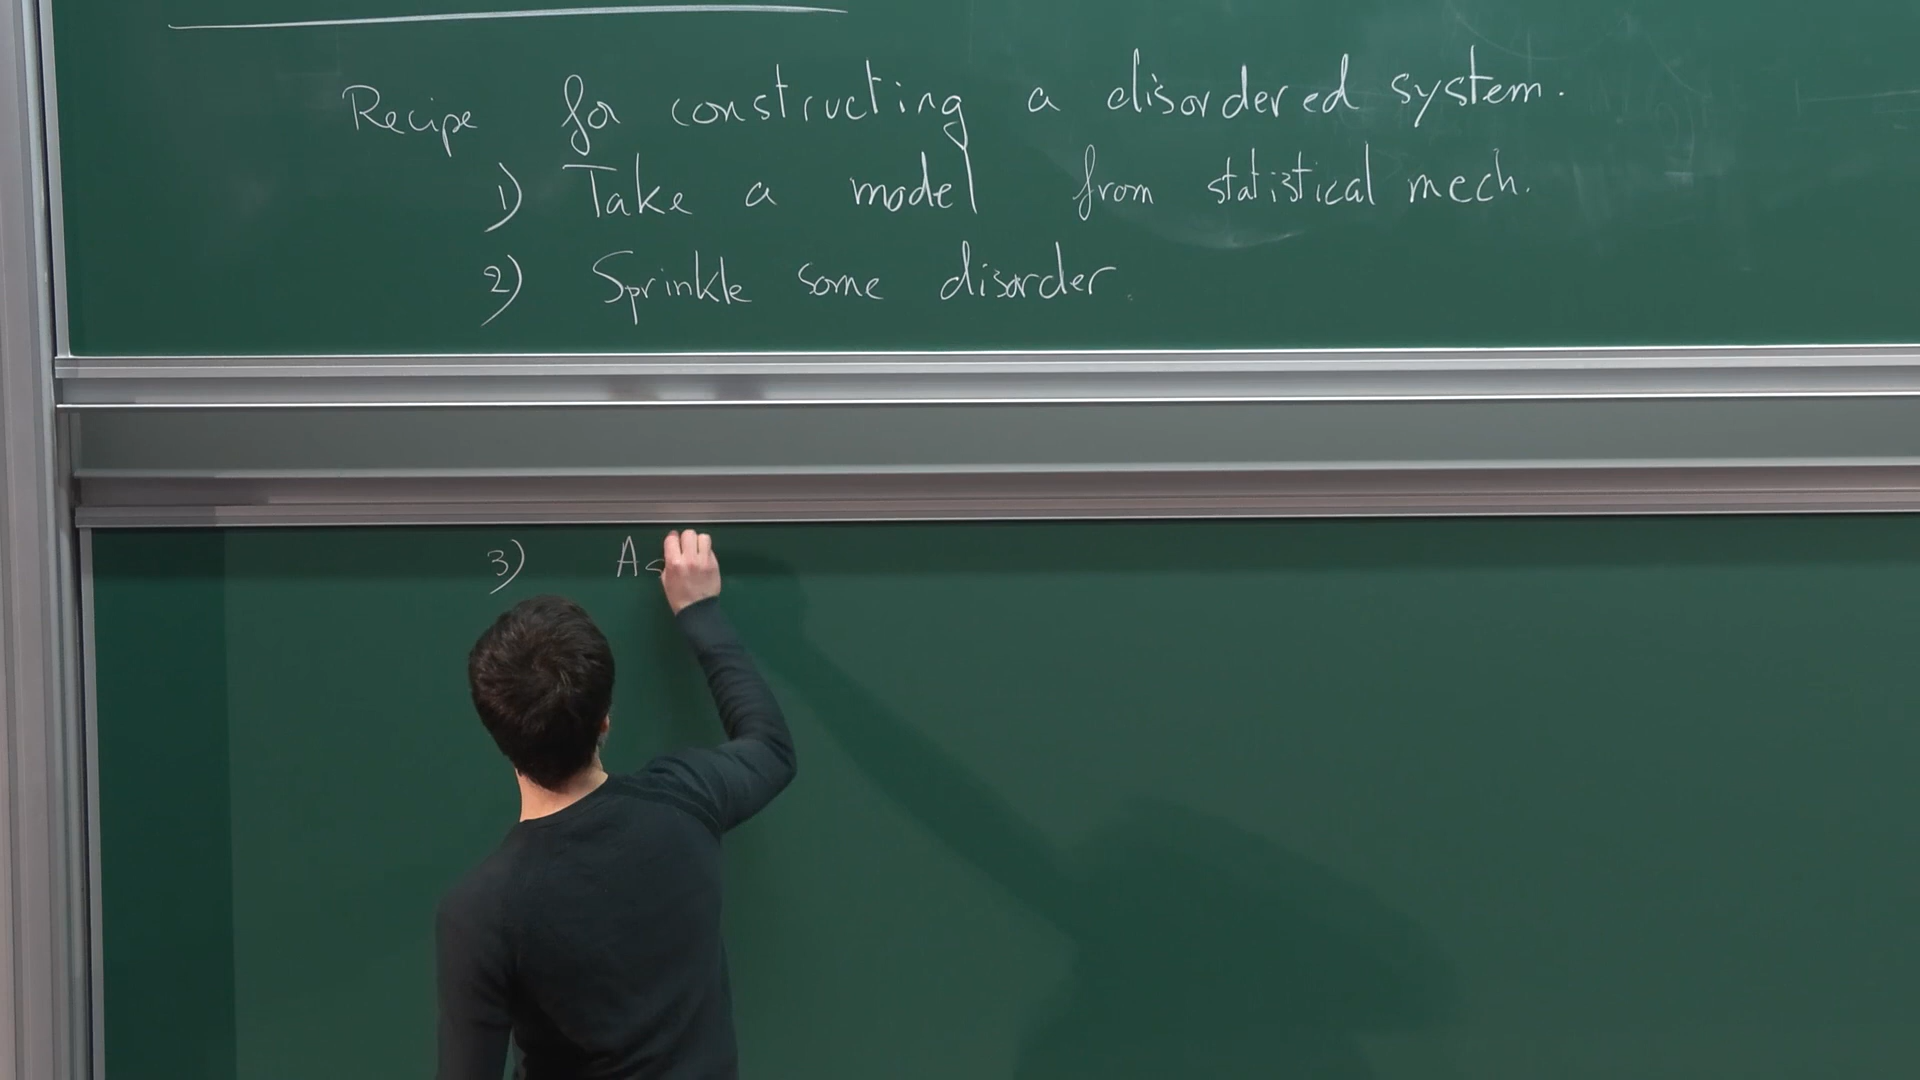 Recipe for constructing a disordered system.
1) Take a model from statistical mech.
2) Sprinkle some disorder.
3)